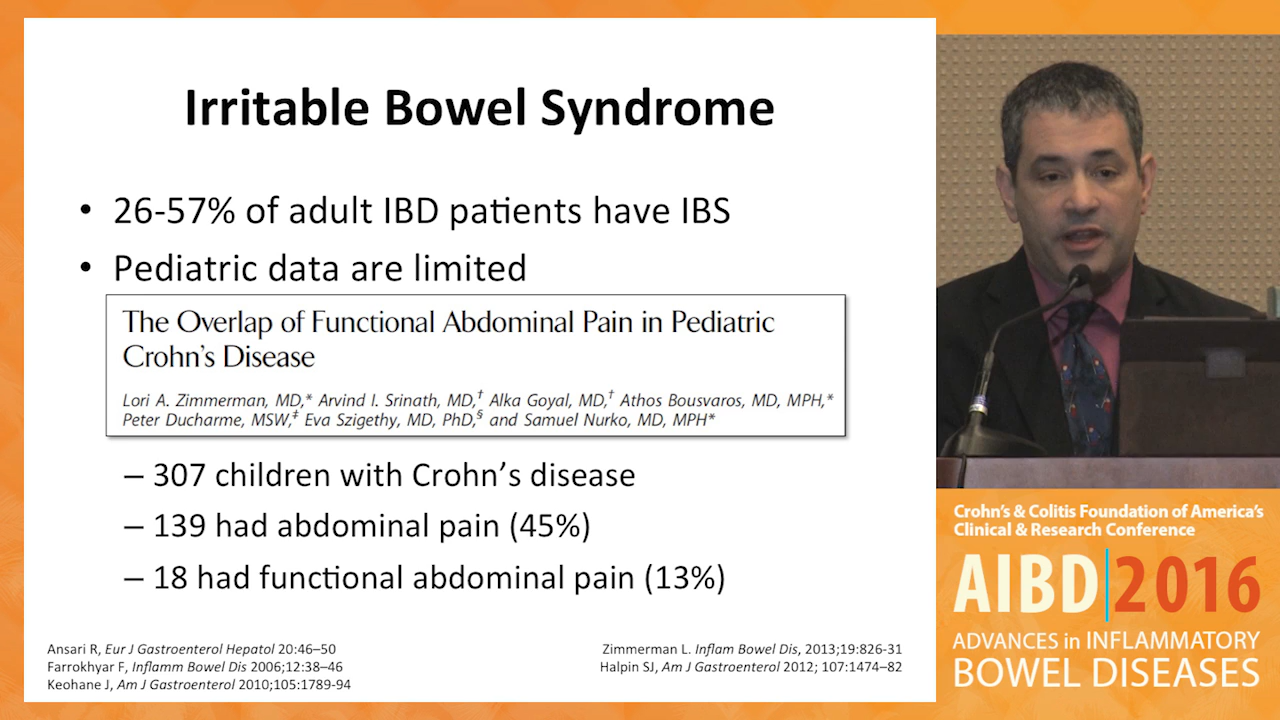 Irritable Bowel Syndrome
• 26-57% of adult IBD patients have IBS
• Pediatric data are limited
The Overlap of Functional Abdominal Pain in Pediatric
Crohn's Disease
Lori A. Zimmerman, MD,* Arvind I. Srinath, MD,† Alka Goyal, MD,† Athos Bousvaros, MD, MPH,*
Peter Ducharme, MSW,‡ Eva Szigethy, MD, PhD,§ and Samuel Nurko, MD, MPH*
– 307 children with Crohn's disease
– 139 had abdominal pain (45%)
– 18 had functional abdominal pain (13%)
Ansari R, Eur J Gastroenterol Hepatol 20:46–50
Farrokhyar F, Inflamm Bowel Dis 2006;12:38–46
Keohane J, Am J Gastroenterol 2010;105:1789-94
Zimmerman L. Inflam Bowel Dis, 2013;19:826-31
Halpin SJ, Am J Gastroenterol 2012; 107:1474–82
Crohn's & Colitis Foundation of America's
Clinical & Research Conference
AIBD|2016
ADVANCES in INFLAMMATORY
BOWEL DISEASES